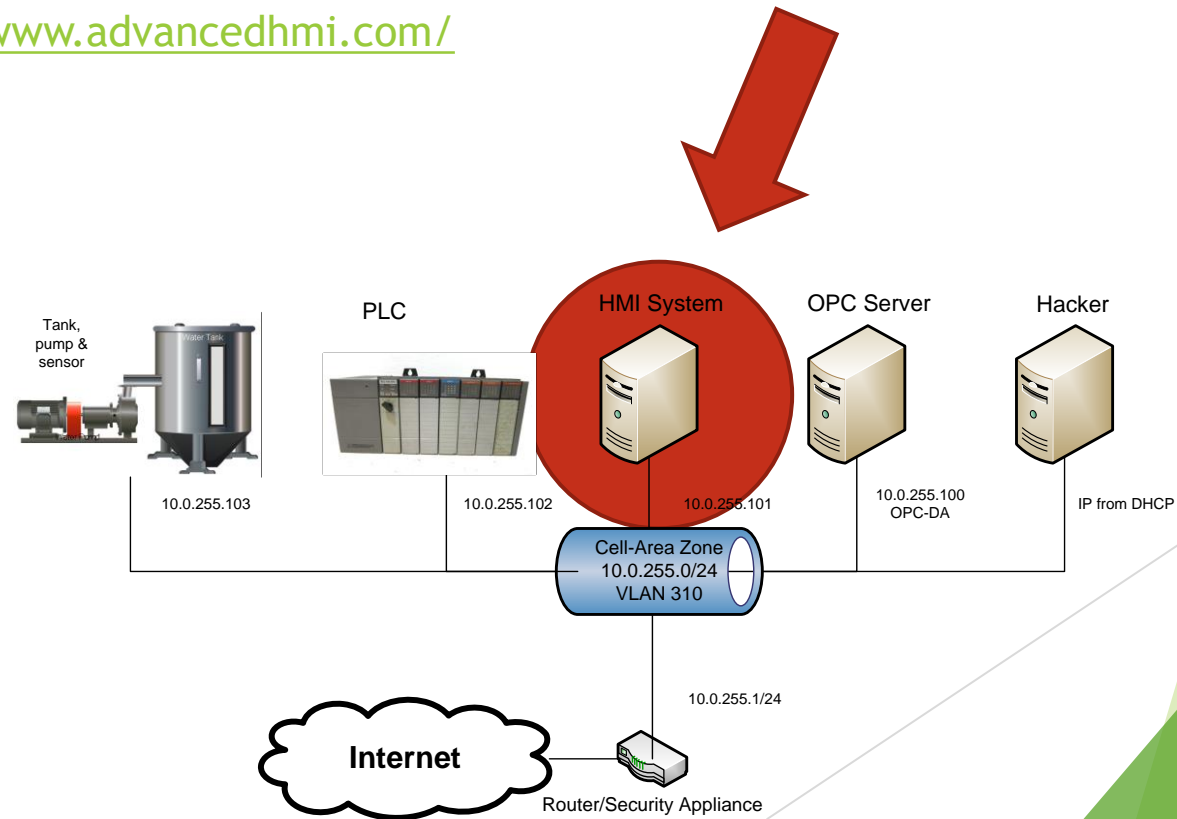 www.advancedhmi.com/
HMI System
OPC Server
Hacker
PLC
Tank,
pump &
sensor
Water Tank
10.0.255.103
10.0.255.102
10.0.255.101
10.0.255.100
OPC-DA
IP from DHCP
Cell-Area Zone
10.0.255.0/24
VLAN 310
10.0.255.1/24
Internet
Router/Security Appliance